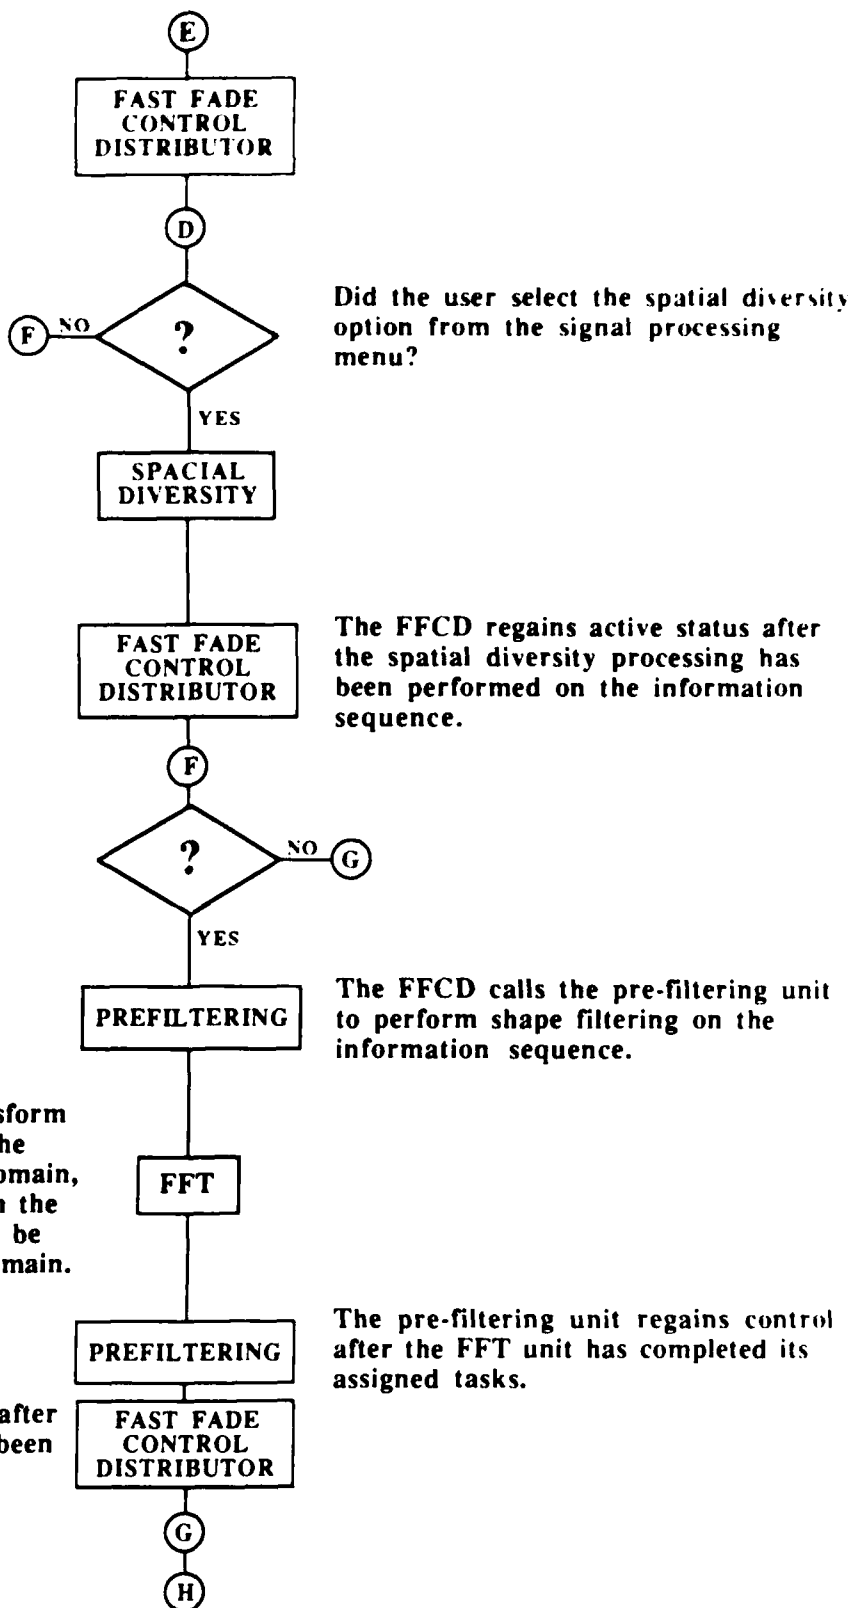 E
FAST FADE
CONTROL
DISTRIBUTOR
D
Did the user select the spatial diversity
option from the signal processing
menu?
F
NO
?
YES
SPACIAL
DIVERSITY
FAST FADE
CONTROL
DISTRIBUTOR
The FFCD regains active status after
the spatial diversity processing has
been performed on the information
sequence.
F
?
NO
G
YES
PREFILTERING
The FFCD calls the pre-filtering unit
to perform shape filtering on the
information sequence.
sform
he
omain,
n the
be
main.
FFT
PREFILTERING
The pre-filtering unit regains control
after the FFT unit has completed its
assigned tasks.
after
been
FAST FADE
CONTROL
DISTRIBUTOR
G
H